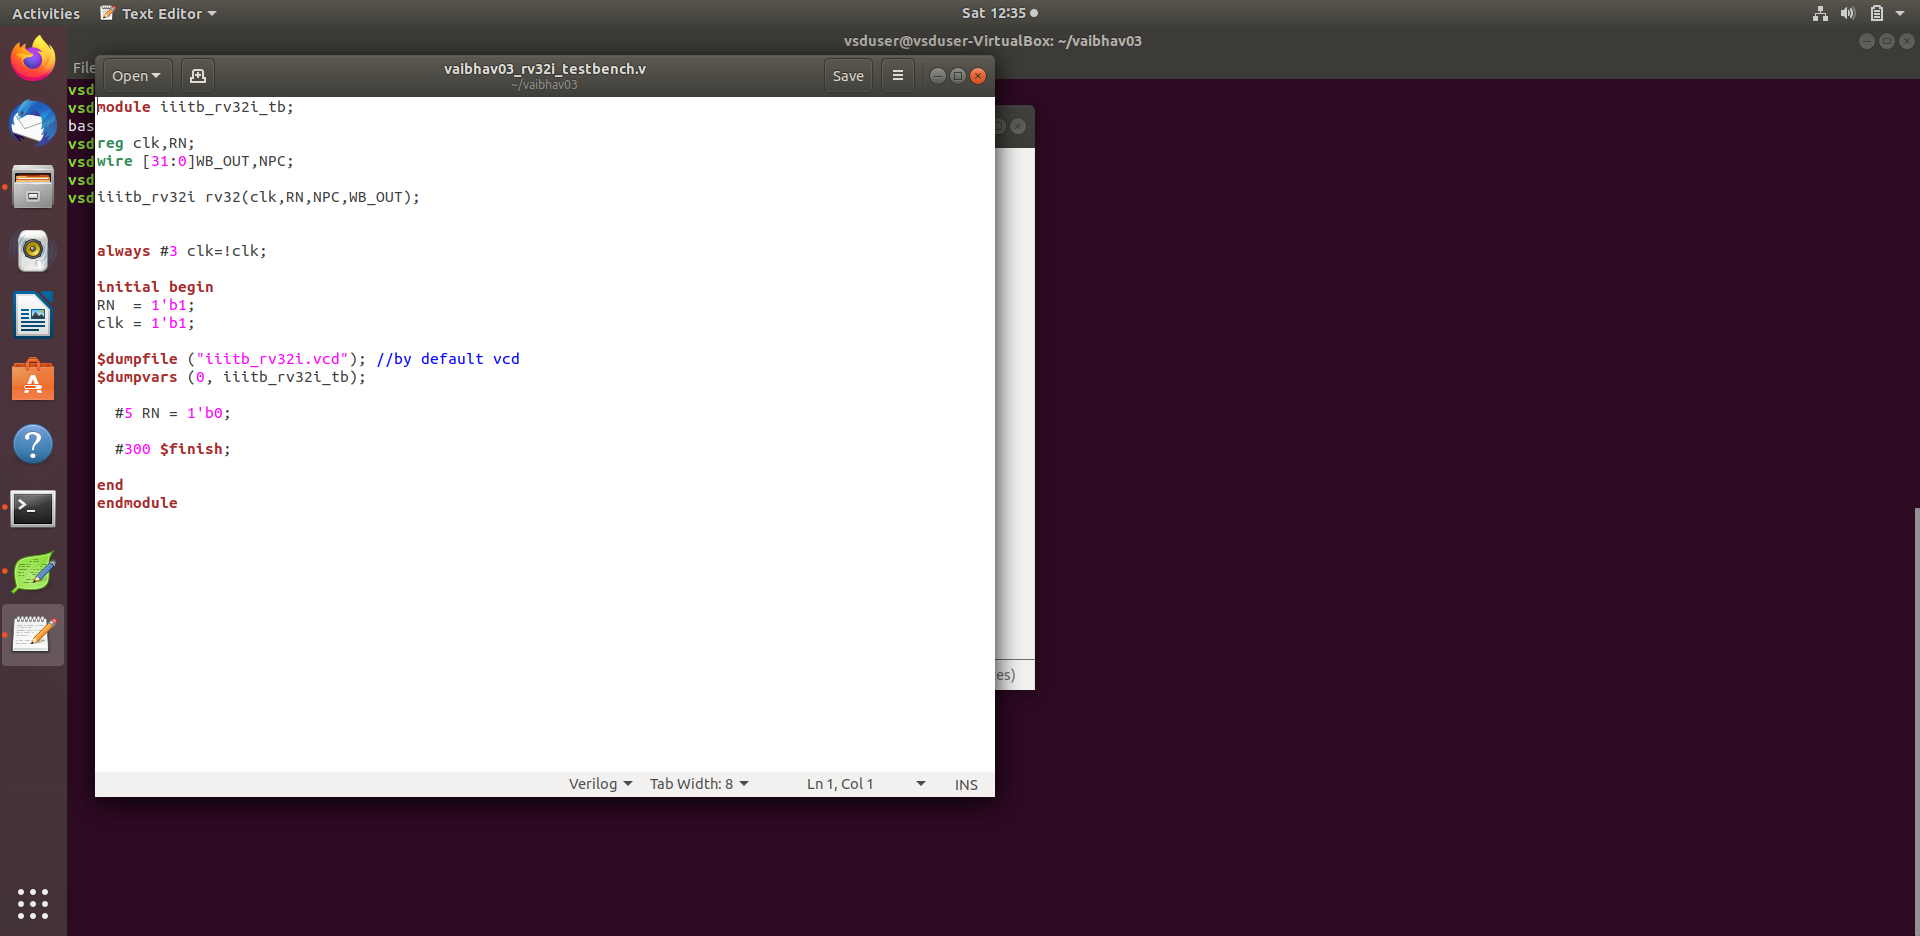 Activities Text Editor Sat 12:35
vsduser@vsduser-VirtualBox: ~/vaibhav03
File
Open vaibhav03_rv32i_testbench.v Save
~/vaibhav03
vsd
vsd
bas
vsd
vsd
vsd
vsd
module iiitb_rv32i_tb;
reg clk,RN;
wire [31:0]WB_OUT,NPC;
iiitb_rv32i rv32(clk,RN,NPC,WB_OUT);
always #3 clk=!clk;
initial begin
RN  = 1'b1;
clk = 1'b1;
$dumpfile ("iiitb_rv32i.vcd"); //by default vcd
$dumpvars (0, iiitb_rv32i_tb);
#5 RN = 1'b0;
#300 $finish;
end
endmodule
es)
Verilog Tab Width: 8 Ln 1, Col 1 INS